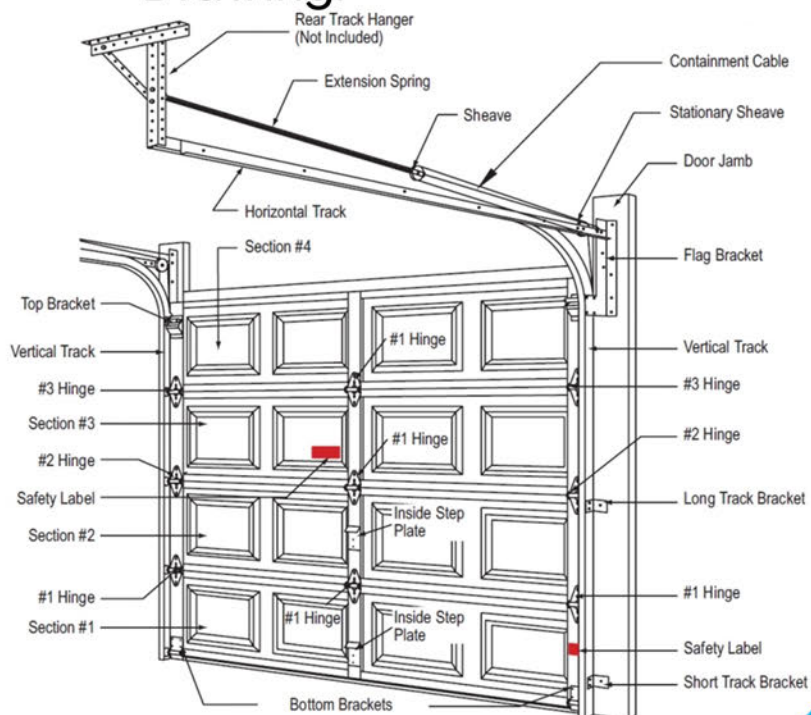 Rear Track Hanger
(Not Included)
Containment Cable
Extension Spring
Sheave
Stationary Sheave
Door Jamb
Horizontal Track
Section #4
Flag Bracket
Top Bracket
#1 Hinge
Vertical Track
Vertical Track
#3 Hinge
#3 Hinge
Section #3
#1 Hinge
#2 Hinge
#2 Hinge
Safety Label
Long Track Bracket
Inside Step
Plate
Section #2
#1 Hinge
#1 Hinge
#1 Hinge
Inside Step
Plate
Section #1
Safety Label
Short Track Bracket
Bottom Brackets